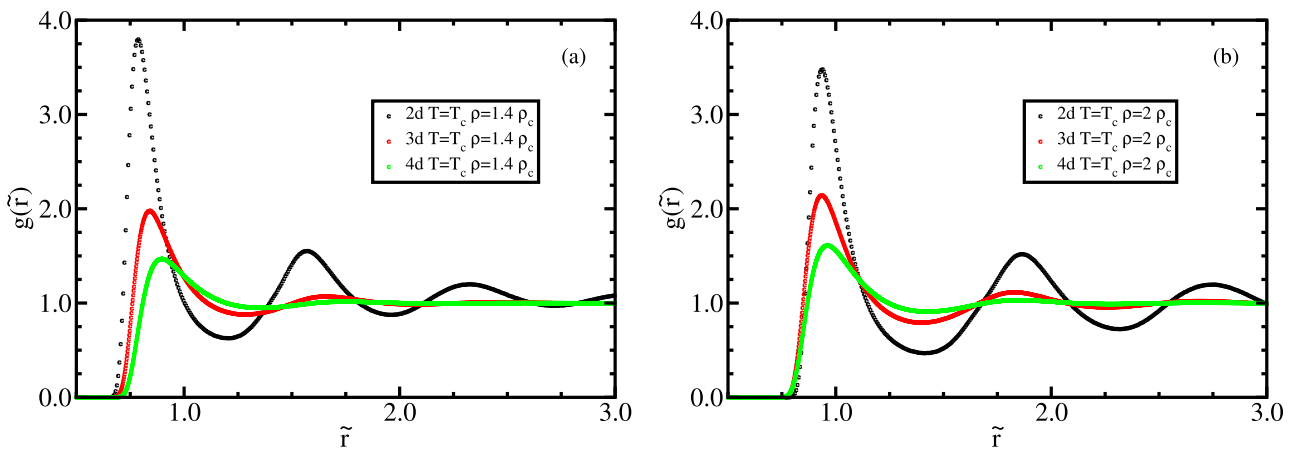 4.0
3.0
2.0
1.0
0.0
g(r̃)
(a)
2d T=T_c ρ=1.4 ρ_c
3d T=T_c ρ=1.4 ρ_c
4d T=T_c ρ=1.4 ρ_c
1.0 2.0 3.0
r̃
4.0
3.0
2.0
1.0
0.0
g(r̃)
(b)
2d T=T_c ρ=2 ρ_c
3d T=T_c ρ=2 ρ_c
4d T=T_c ρ=2 ρ_c
1.0 2.0 3.0
r̃